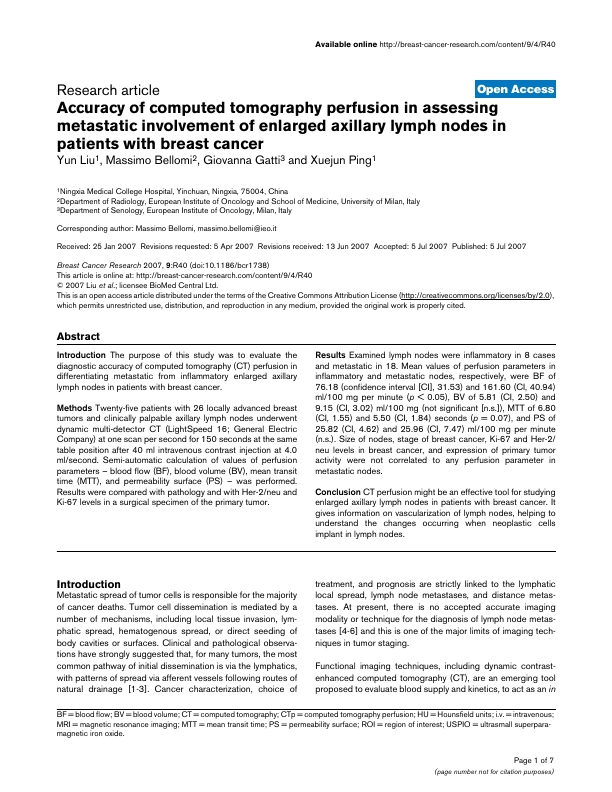 Available online http://breast-cancer-research.com/content/9/4/R40
Research article
Open Access
Accuracy of computed tomography perfusion in assessing
metastatic involvement of enlarged axillary lymph nodes in
patients with breast cancer
Yun Liu1, Massimo Bellomi2, Giovanna Gatti3 and Xuejun Ping1
1Ningxia Medical College Hospital, Yinchuan, Ningxia, 75004, China
2Department of Radiology, European Institute of Oncology and School of Medicine, University of Milan, Italy
3Department of Senology, European Institute of Oncology, Milan, Italy
Corresponding author: Massimo Bellomi, massimo.bellomi@ieo.it
Received: 25 Jan 2007 Revisions requested: 5 Apr 2007 Revisions received: 13 Jun 2007 Accepted: 5 Jul 2007 Published: 5 Jul 2007
Breast Cancer Research 2007, 9:R40 (doi:10.1186/bcr1738)
This article is online at: http://breast-cancer-research.com/content/9/4/R40
© 2007 Liu et al.; licensee BioMed Central Ltd.
This is an open access article distributed under the terms of the Creative Commons Attribution License (http://creativecommons.org/licenses/by/2.0),
which permits unrestricted use, distribution, and reproduction in any medium, provided the original work is properly cited.
Abstract
Introduction The purpose of this study was to evaluate the
diagnostic accuracy of computed tomography (CT) perfusion in
differentiating metastatic from inflammatory enlarged axillary
lymph nodes in patients with breast cancer.
Methods Twenty-five patients with 26 locally advanced breast
tumors and clinically palpable axillary lymph nodes underwent
dynamic multi-detector CT (LightSpeed 16; General Electric
Company) at one scan per second for 150 seconds at the same
table position after 40 ml intravenous contrast injection at 4.0
ml/second. Semi-automatic calculation of values of perfusion
parameters – blood flow (BF), blood volume (BV), mean transit
time (MTT), and permeability surface (PS) – was performed.
Results were compared with pathology and with Her-2/neu and
Ki-67 levels in a surgical specimen of the primary tumor.
Results Examined lymph nodes were inflammatory in 8 cases
and metastatic in 18. Mean values of perfusion parameters in
inflammatory and metastatic nodes, respectively, were BF of
76.18 (confidence interval [CI], 31.53) and 161.60 (CI, 40.94)
ml/100 mg per minute (p < 0.05), BV of 5.81 (CI, 2.50) and
9.15 (CI, 3.02) ml/100 mg (not significant [n.s.]), MTT of 6.80
(CI, 1.55) and 5.50 (CI, 1.84) seconds (p = 0.07), and PS of
25.82 (CI, 4.62) and 25.96 (CI, 7.47) ml/100 mg per minute
(n.s.). Size of nodes, stage of breast cancer, Ki-67 and Her-2/
neu levels in breast cancer, and expression of primary tumor
activity were not correlated to any perfusion parameter in
metastatic nodes.
Conclusion CT perfusion might be an effective tool for studying
enlarged axillary lymph nodes in patients with breast cancer. It
gives information on vascularization of lymph nodes, helping to
understand the changes occurring when neoplastic cells
implant in lymph nodes.
Introduction
Metastatic spread of tumor cells is responsible for the majority
of cancer deaths. Tumor cell dissemination is mediated by a
number of mechanisms, including local tissue invasion, lym-
phatic spread, hematogenous spread, or direct seeding of
body cavities or surfaces. Clinical and pathological observa-
tions have strongly suggested that, for many tumors, the most
common pathway of initial dissemination is via the lymphatics,
with patterns of spread via afferent vessels following routes of
natural drainage [1-3]. Cancer characterization, choice of
treatment, and prognosis are strictly linked to the lymphatic
local spread, lymph node metastases, and distance metas-
tases. At present, there is no accepted accurate imaging
modality or technique for the diagnosis of lymph node metas-
tases [4-6] and this is one of the major limits of imaging tech-
niques in tumor staging.
Functional imaging techniques, including dynamic contrast-
enhanced computed tomography (CT), are an emerging tool
proposed to evaluate blood supply and kinetics, to act as an in
BF = blood flow; BV = blood volume; CT = computed tomography; CTp = computed tomography perfusion; HU = Hounsfield units; i.v. = intravenous;
MRI = magnetic resonance imaging; MTT = mean transit time; PS = permeability surface; ROI = region of interest; USPIO = ultrasmall superpara-
magnetic iron oxide.
Page 1 of 7
(page number not for citation purposes)